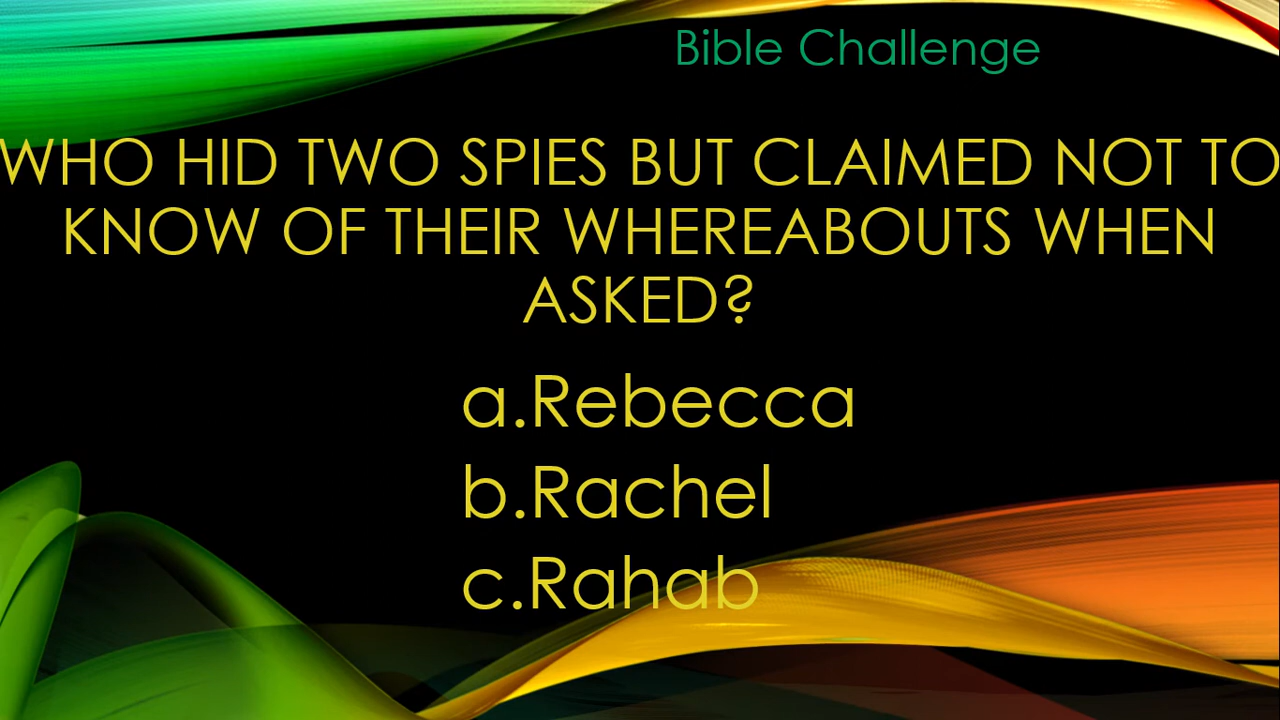 Bible Challenge
WHO HID TWO SPIES BUT CLAIMED NOT TO
KNOW OF THEIR WHEREABOUTS WHEN
ASKED?
a.Rebecca
b.Rachel
c.Rahab